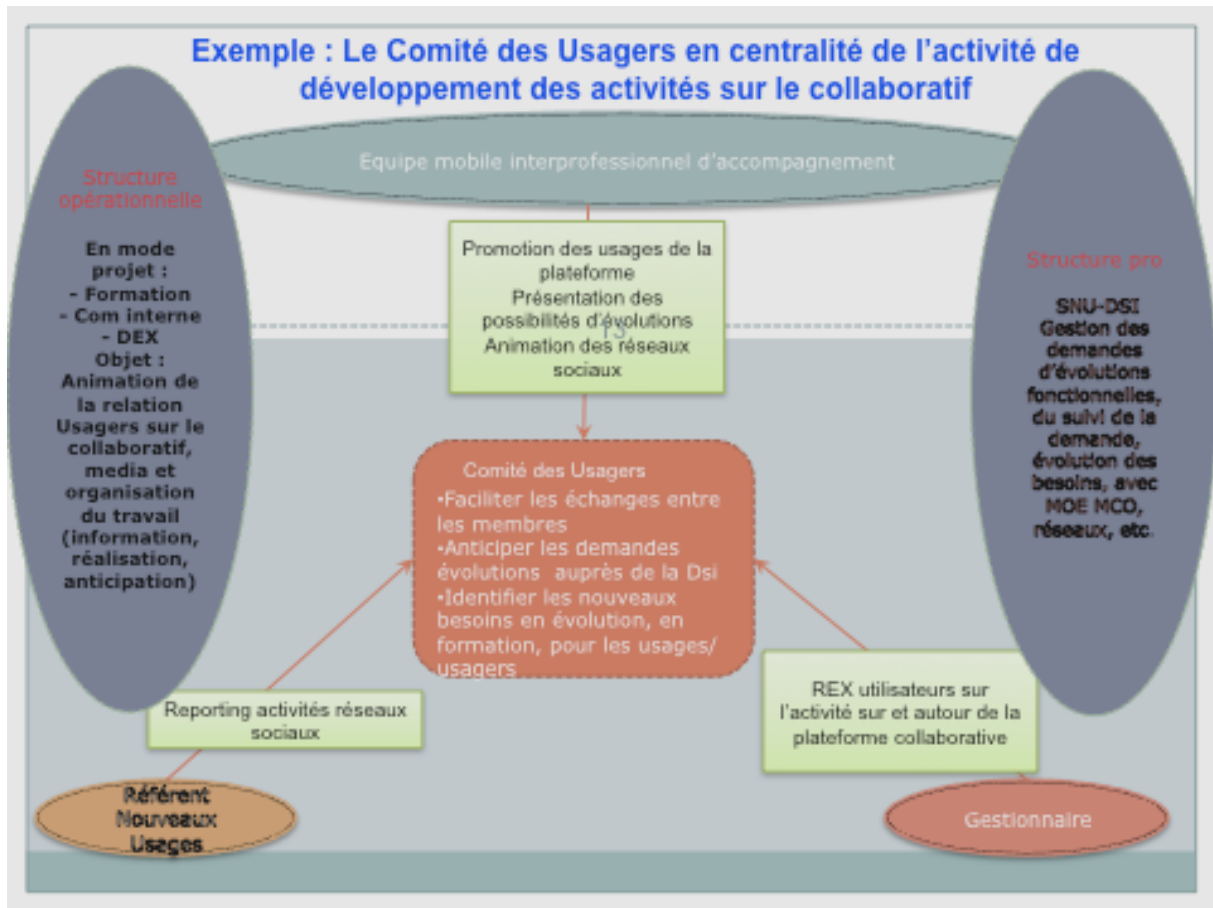 Exemple : Le Comité des Usagers en centralité de l'activité de
développement des activités sur le collaboratif
Equipe mobile interprofessionnel d'accompagnement
Structure
opérationnelle
En mode
projet :
- Formation
- Com interne
- DEX
Objet :
Animation de
la relation
Usagers sur le
collaboratif,
media et
organisation
du travail
(information,
réalisation,
anticipation)
Promotion des usages de la
plateforme
Présentation des
possibilités d'évolutions
Animation des réseaux
sociaux
13
Structure pro
SNU-DSI
Gestion des
demandes
d'évolutions
fonctionnelles,
du suivi de la
demande,
évolution des
besoins, avec
MOE MCO,
réseaux, etc.
Comité des Usagers
•Faciliter les échanges entre
les membres
•Anticiper les demandes
évolutions auprès de la Dsi
•Identifier les nouveaux
besoins en évolution, en
formation, pour les usages/
usagers
Reporting activités réseaux
sociaux
REX utilisateurs sur
l'activité sur et autour de la
plateforme collaborative
Référent
Nouveaux
Usages
Gestionnaire